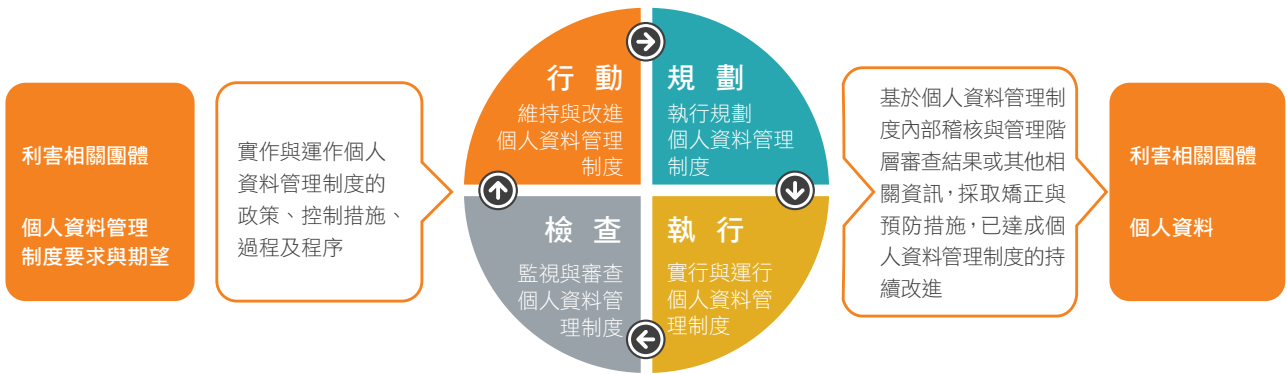 利害相關團體
個人資料管理
制度要求與期望
實作與運作個人
資料管理制度的
政策、控制措施、
過程及程序
行動
維持與改進
個人資料管理
制度
規劃
執行規劃
個人資料管理
制度
檢查
監視與審查
個人資料管
理制度
執行
實行與運行
個人資料管
理制度
基於個人資料管理制
度內部稽核與管理階
層審查結果或其他相
關資訊，採取矯正與
預防措施，已達成個
人資料管理制度的持
續改進
利害相關團體
個人資料